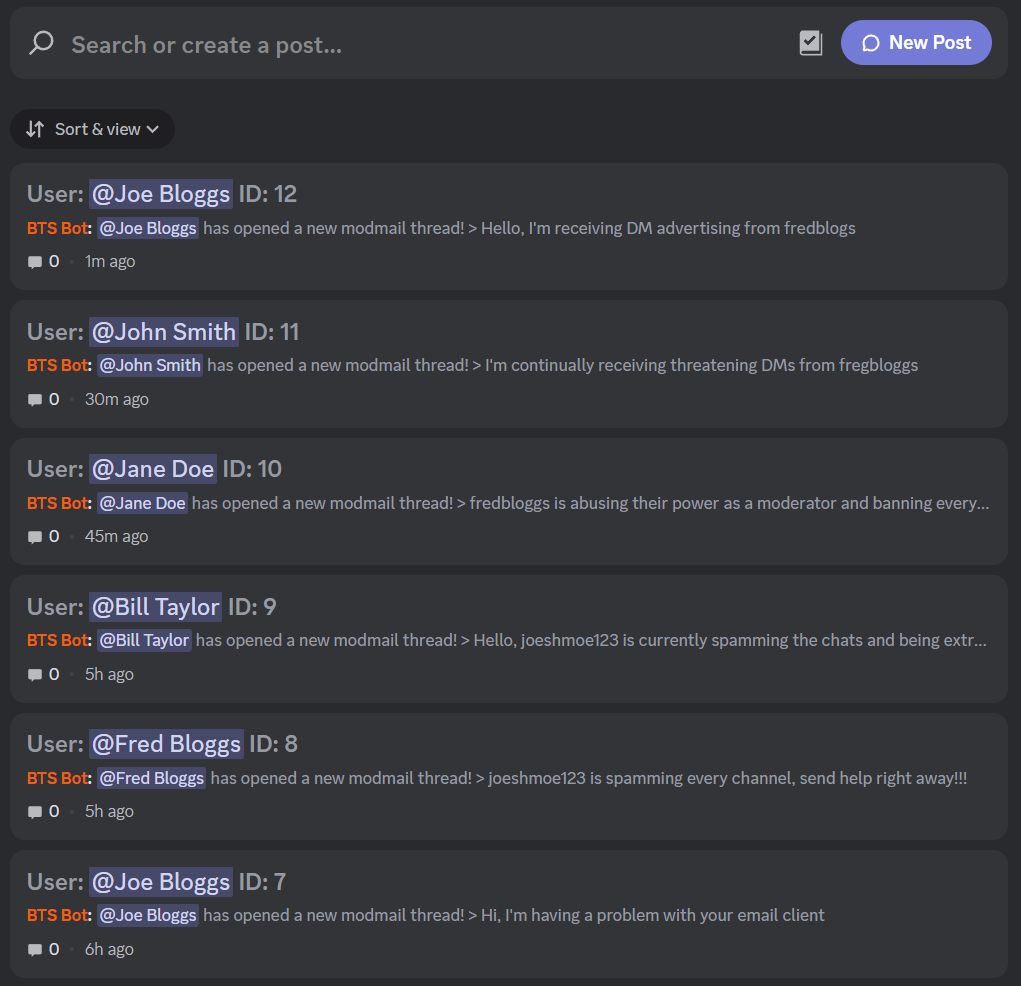 Search or create a post...
New Post
Sort & view
User: @Joe Bloggs ID: 12
BTS Bot: @Joe Bloggs has opened a new modmail thread! > Hello, I'm receiving DM advertising from fredblogs
0 · 1m ago
User: @John Smith ID: 11
BTS Bot: @John Smith has opened a new modmail thread! > I'm continually receiving threatening DMs from fregbloggs
0 · 30m ago
User: @Jane Doe ID: 10
BTS Bot: @Jane Doe has opened a new modmail thread! > fredbloggs is abusing their power as a moderator and banning every...
0 · 45m ago
User: @Bill Taylor ID: 9
BTS Bot: @Bill Taylor has opened a new modmail thread! > Hello, joeshmoe123 is currently spamming the chats and being extr...
0 · 5h ago
User: @Fred Bloggs ID: 8
BTS Bot: @Fred Bloggs has opened a new modmail thread! > joeshmoe123 is spamming every channel, send help right away!!!
0 · 5h ago
User: @Joe Bloggs ID: 7
BTS Bot: @Joe Bloggs has opened a new modmail thread! > Hi, I'm having a problem with your email client
0 · 6h ago